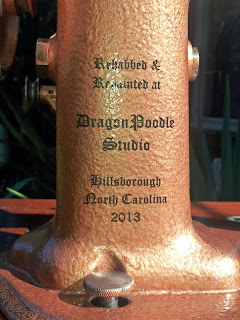 Rehabbed &
Repainted at
DragonPoodle
Studio
Hillsborough
North Carolina
2013